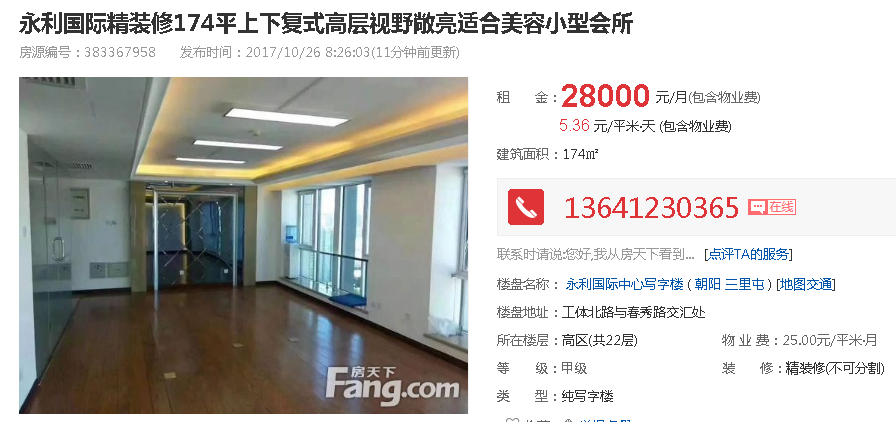 永利国际精装修174平上下复式高层视野敞亮适合美容小型会所
房源编号：383367958 发布时间：2017/10/26 8:26:03(11分钟前更新)
租 金：28000 元/月(包含物业费)
5.36 元/平米·天 (包含物业费)
建筑面积：174㎡
13641230365 在线
联系时请说:您好,我从房天下看到... [点评TA的服务]
楼盘名称： 永利国际中心写字楼 ( 朝阳 三里屯 ) [地图交通]
楼盘地址：工体北路与春秀路交汇处
所在楼层：高区(共22层) 物 业 费：25.00元/平米·月
等 级：甲级 装 修：精装修(不可分割)
类 型：纯写字楼
房天下
Fang.com